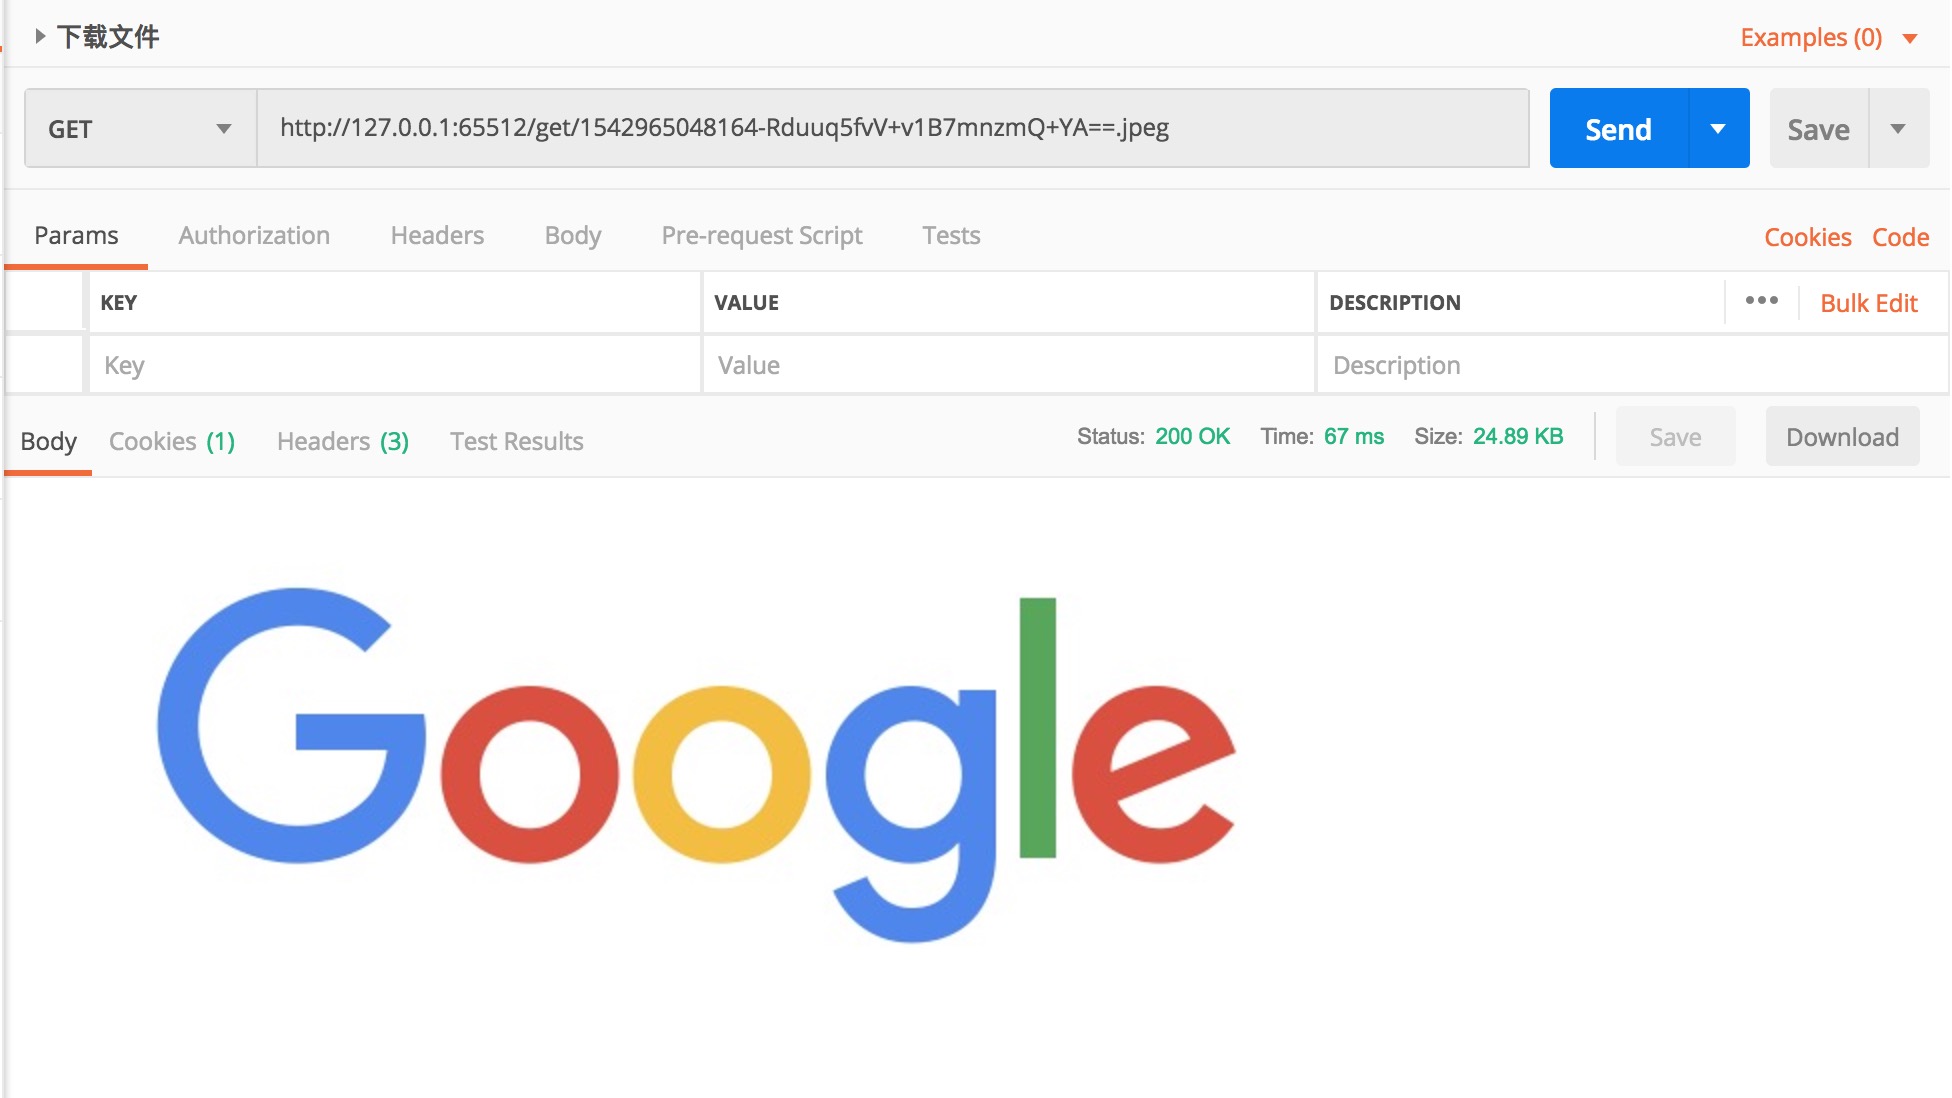 下载文件
Examples (0)
GET
http://127.0.0.1:65512/get/1542965048164-Rduuq5fvV+v1B7mnzmQ+YA==.jpeg
Send
Save
Params Authorization Headers Body Pre-request Script Tests
Cookies Code
KEY VALUE DESCRIPTION ••• Bulk Edit
Key Value Description
Body Cookies (1) Headers (3) Test Results
Status: 200 OK Time: 67 ms Size: 24.89 KB
Save
Download
Google